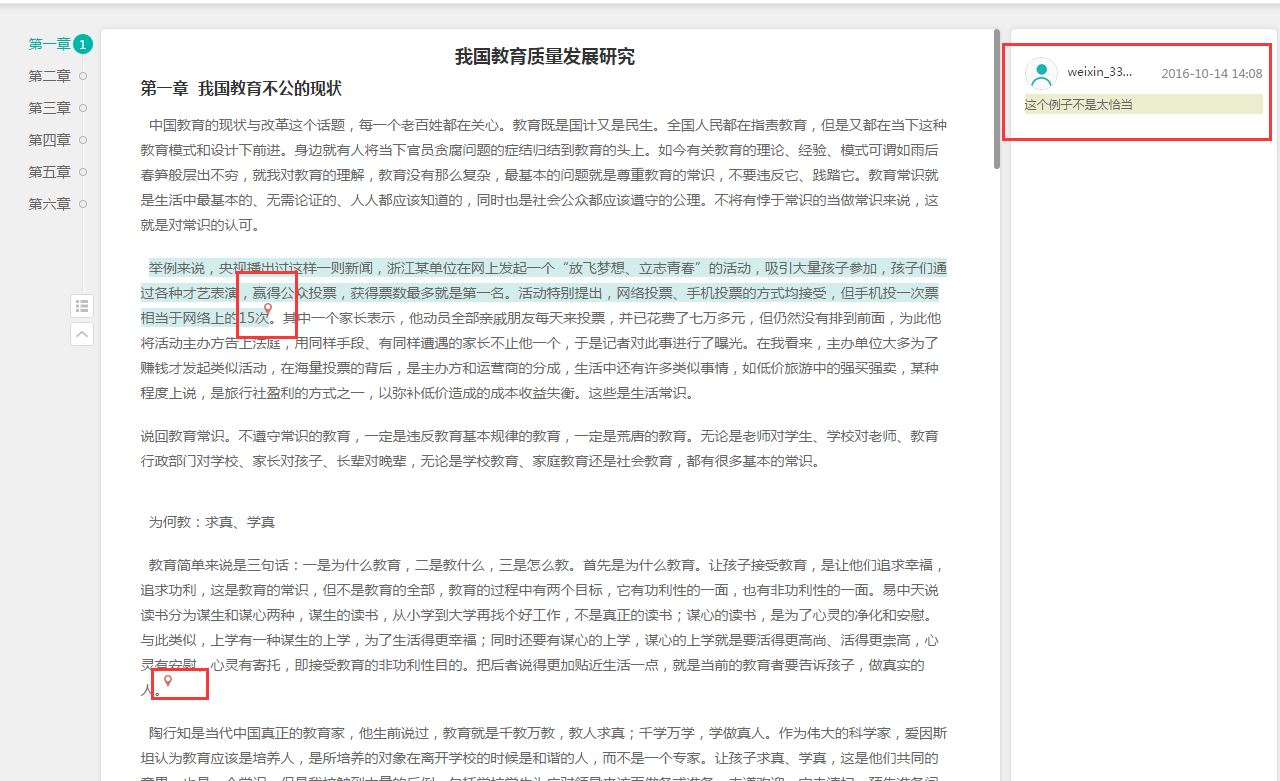 第一章 1
第二章
第三章
第四章
第五章
第六章
我国教育质量发展研究
第一章 我国教育不公的现状
中国教育的现状与改革这个话题，每一个老百姓都在关心。教育既是国计又是民生。全国人民都在指责教育，但是又都在当下这种
教育模式和设计下前进。身边就有人将当下官员贪腐问题的症结归结到教育的头上。如今有关教育的理论、经验、模式可谓如雨后
春笋般层出不穷，就我对教育的理解，教育没有那么复杂，最基本的问题就是尊重教育的常识，不要违反它、践踏它。教育常识就
是生活中最基本的、无需论证的、人人都应该知道的，同时也是社会公众都应该遵守的公理。不将有悖于常识的当做常识来说，这
就是对常识的认可。
举例来说，央视播出过这样一则新闻，浙江某单位在网上发起一个“放飞梦想、立志青春”的活动，吸引大量孩子参加，孩子们通
过各种才艺表演，赢得公众投票，获得票数最多就是第一名。活动特别提出，网络投票、手机投票的方式均接受，但手机投一次票
相当于网络上的15次。其中一个家长表示，他动员全部亲戚朋友每天来投票，并已花费了七万多元，但仍然没有排到前面，为此他
将活动主办方告上法庭，用同样手段、有同样遭遇的家长不止他一个，于是记者对此事进行了曝光。在我看来，主办单位大多为了
赚钱才发起类似活动，在海量投票的背后，是主办方和运营商的分成，生活中还有许多类似事情，如低价旅游中的强买强卖，某种
程度上说，是旅行社盈利的方式之一，以弥补低价造成的成本收益失衡。这些是生活常识。
说回教育常识。不遵守常识的教育，一定是违反教育基本规律的教育，一定是荒唐的教育。无论是老师对学生、学校对老师、教育
行政部门对学校、家长对孩子、长辈对晚辈，无论是学校教育、家庭教育还是社会教育，都有很多基本的常识。
为何教：求真、学真
教育简单来说是三句话：一是为什么教育，二是教什么，三是怎么教。首先是为什么教育。让孩子接受教育，是让他们追求幸福，
追求功利，这是教育的常识，但不是教育的全部，教育的过程中有两个目标，它有功利性的一面，也有非功利性的一面。易中天说
读书分为谋生和谋心两种，谋生的读书，从小学到大学再找个好工作，不是真正的读书；谋心的读书，是为了心灵的净化和安慰。
与此类似，上学有一种谋生的上学，为了生活得更幸福；同时还要有谋心的上学，谋心的上学就是要活得更高尚、活得更崇高，心
灵有安慰，心灵有寄托，即接受教育的非功利性目的。把后者说得更加贴近生活一点，就是当前的教育者要告诉孩子，做真实的
人。
陶行知是当代中国真正的教育家，他生前说过，教育就是千教万教，教人求真；千学万学，学做真人。作为伟大的科学家，爱因斯
坦认为教育应该是培养人，是所培养的对象在离开学校的时候是和谐的人，而不是一个专家。让孩子求真、学真，这是他们共同的
weixin_33... 2016-10-14 14:08
这个例子不是太恰当